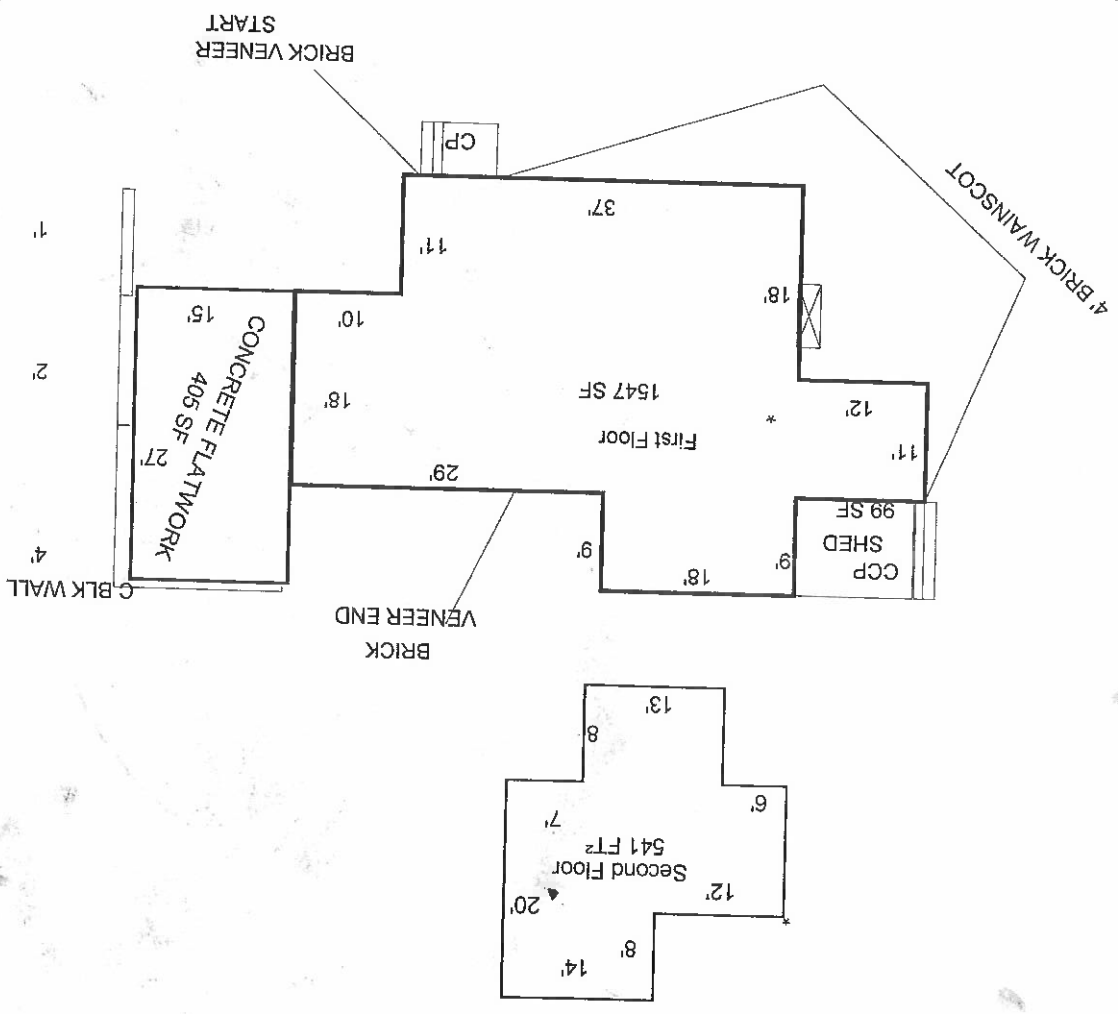 14'
8'
20'
12'
*
Second Floor
541 FT²
7'
6'
8
13'
BRICK
VENEER END
C BLK WALL
CCP
SHED
99 SF
18'
9'
9'
4'
29'
11'
12'
First Floor
1547 SF
*
18'
10'
11'
18'
37'
27'
CONCRETE FLATWORK
405 SF
15'
2'
1'
4' BRICK WAINSCOT
CP
BRICK VENEER
START